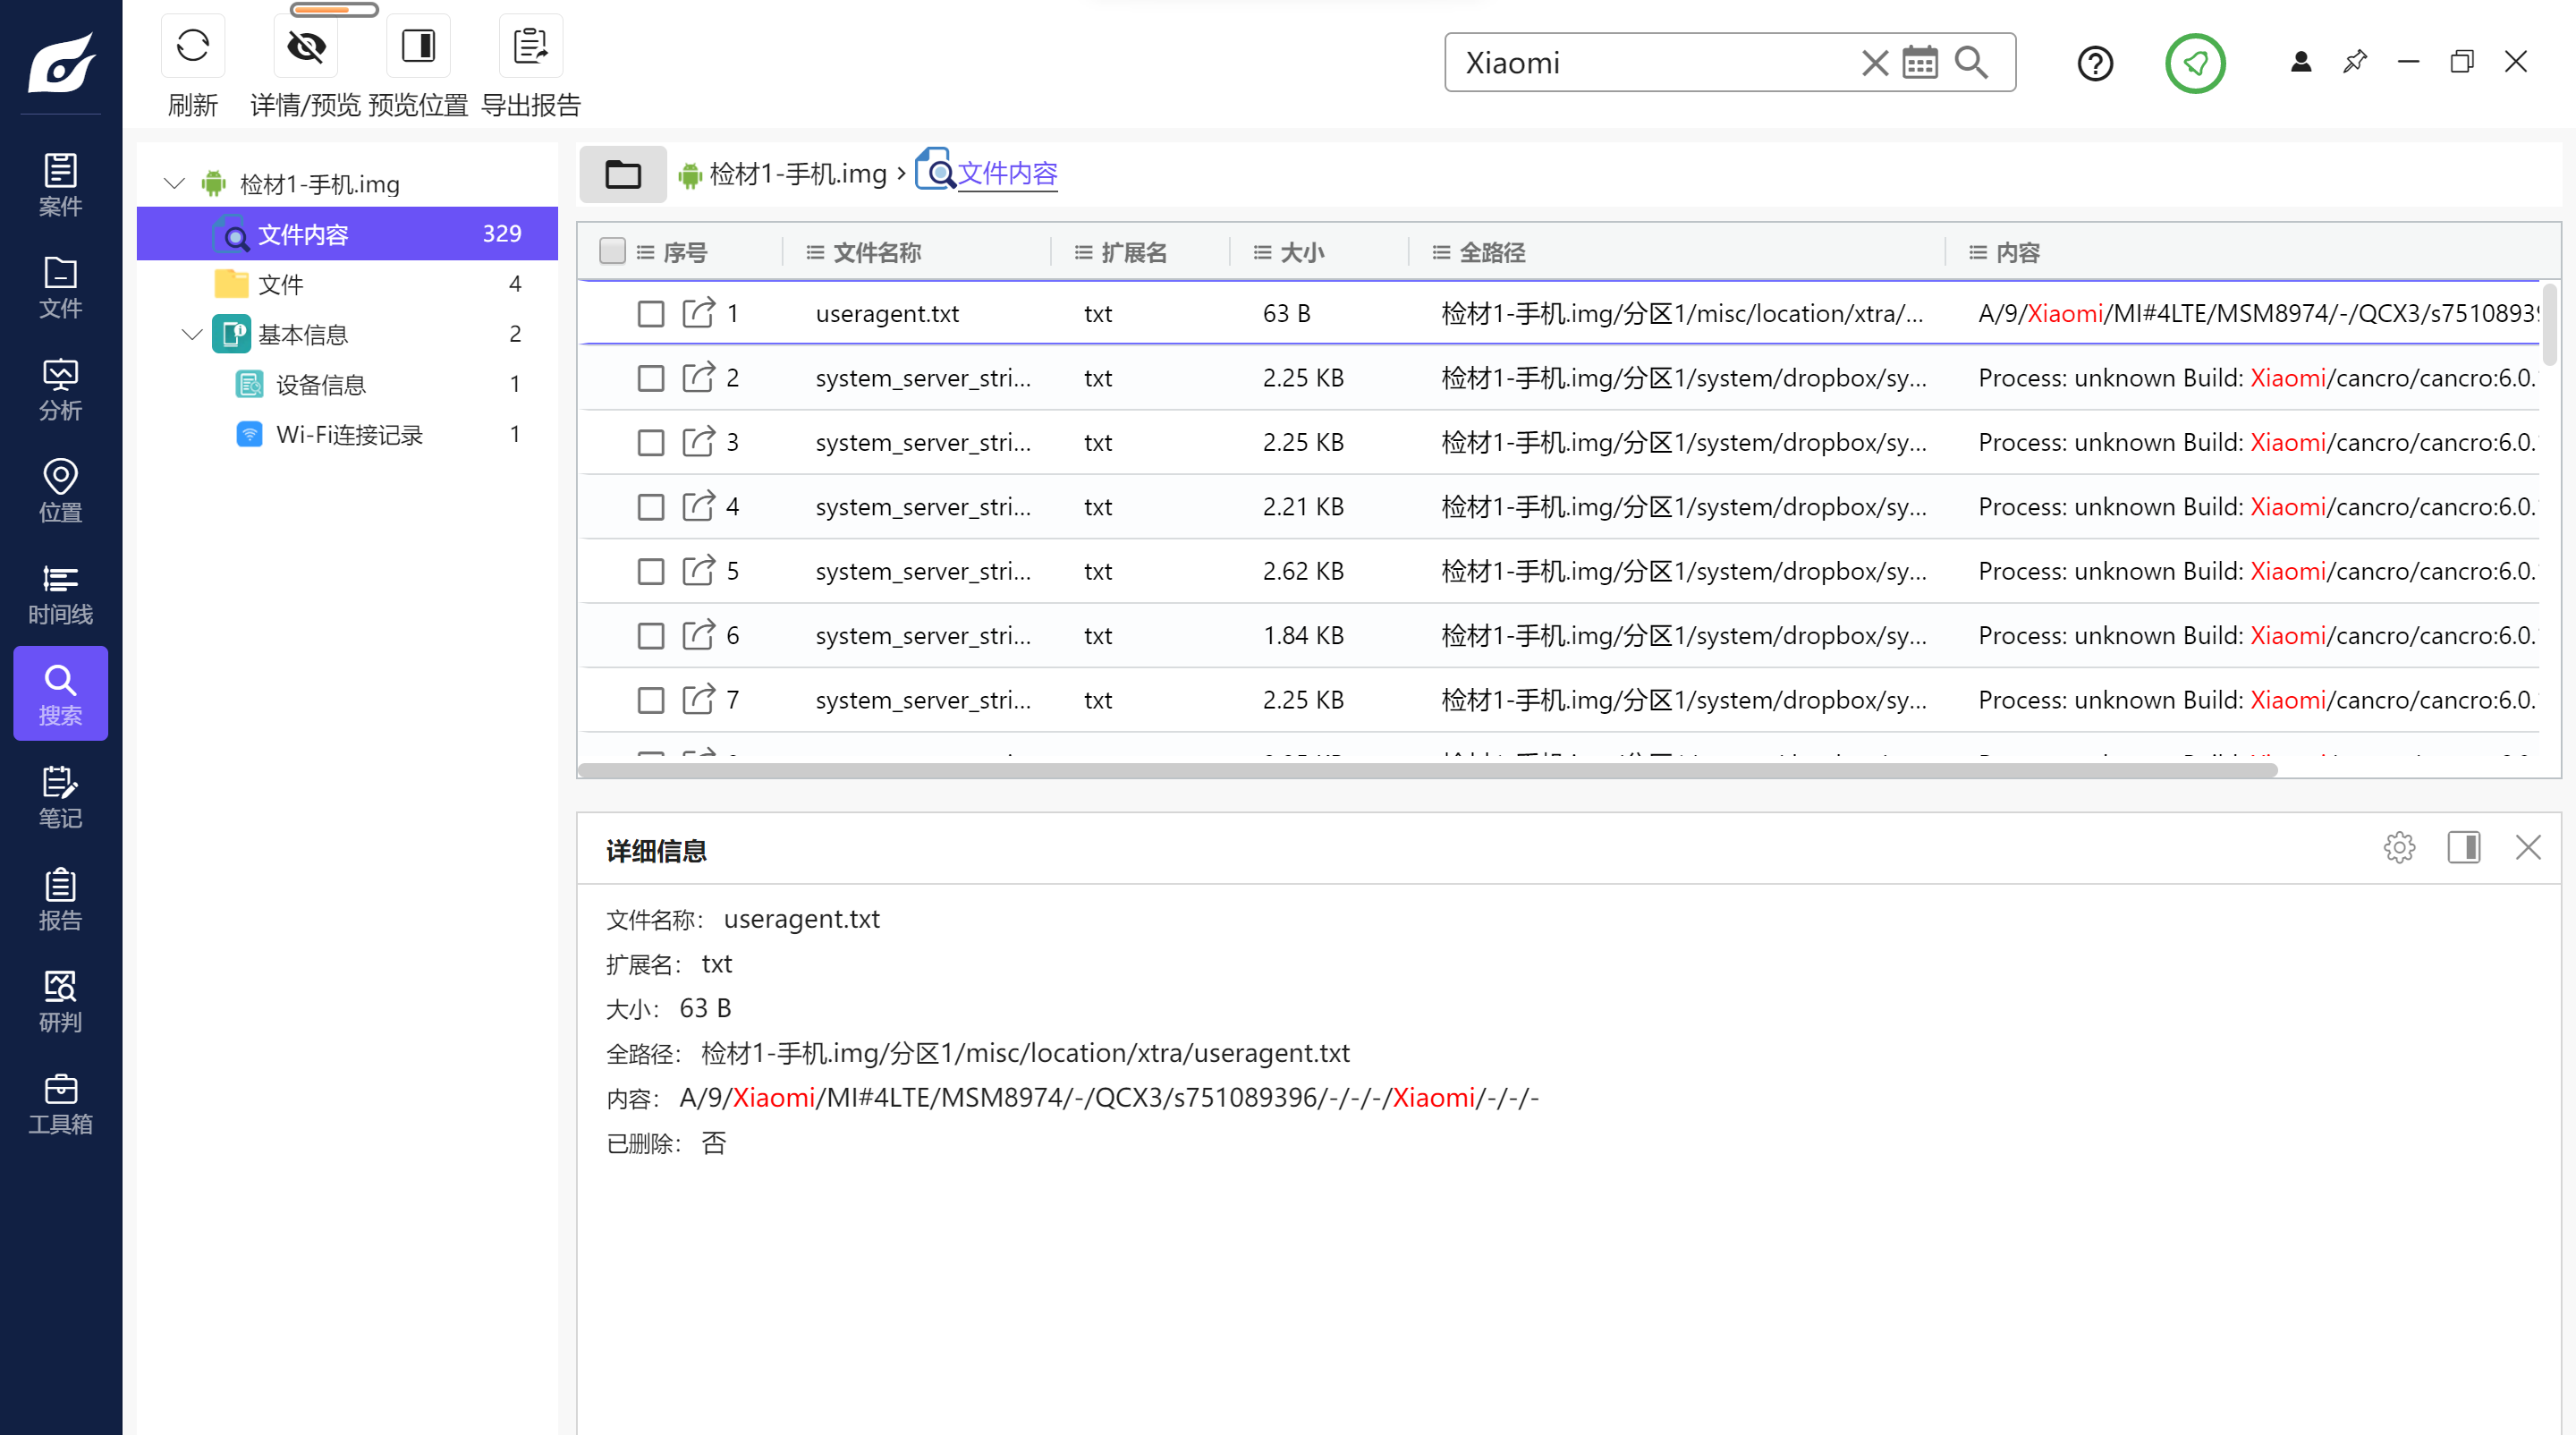 刷新 详情/预览 预览位置 导出报告
Xiaomi
案件
文件
分析
位置
时间线
搜索
笔记
报告
研判
工具箱
检材1-手机.img
文件内容 329
文件 4
基本信息 2
设备信息 1
Wi-Fi连接记录 1
检材1-手机.img › 文件内容
序号 文件名称 扩展名 大小 全路径 内容
1 useragent.txt txt 63 B 检材1-手机.img/分区1/misc/location/xtra/... A/9/Xiaomi/MI#4LTE/MSM8974/-/QCX3/s7510893
2 system_server_stri... txt 2.25 KB 检材1-手机.img/分区1/system/dropbox/sy... Process: unknown Build: Xiaomi/cancro/cancro:6.0.
3 system_server_stri... txt 2.25 KB 检材1-手机.img/分区1/system/dropbox/sy... Process: unknown Build: Xiaomi/cancro/cancro:6.0.
4 system_server_stri... txt 2.21 KB 检材1-手机.img/分区1/system/dropbox/sy... Process: unknown Build: Xiaomi/cancro/cancro:6.0.
5 system_server_stri... txt 2.62 KB 检材1-手机.img/分区1/system/dropbox/sy... Process: unknown Build: Xiaomi/cancro/cancro:6.0.
6 system_server_stri... txt 1.84 KB 检材1-手机.img/分区1/system/dropbox/sy... Process: unknown Build: Xiaomi/cancro/cancro:6.0.
7 system_server_stri... txt 2.25 KB 检材1-手机.img/分区1/system/dropbox/sy... Process: unknown Build: Xiaomi/cancro/cancro:6.0.
详细信息
文件名称： useragent.txt
扩展名： txt
大小： 63 B
全路径： 检材1-手机.img/分区1/misc/location/xtra/useragent.txt
内容： A/9/Xiaomi/MI#4LTE/MSM8974/-/QCX3/s751089396/-/-/-/Xiaomi/-/-/-
已删除： 否